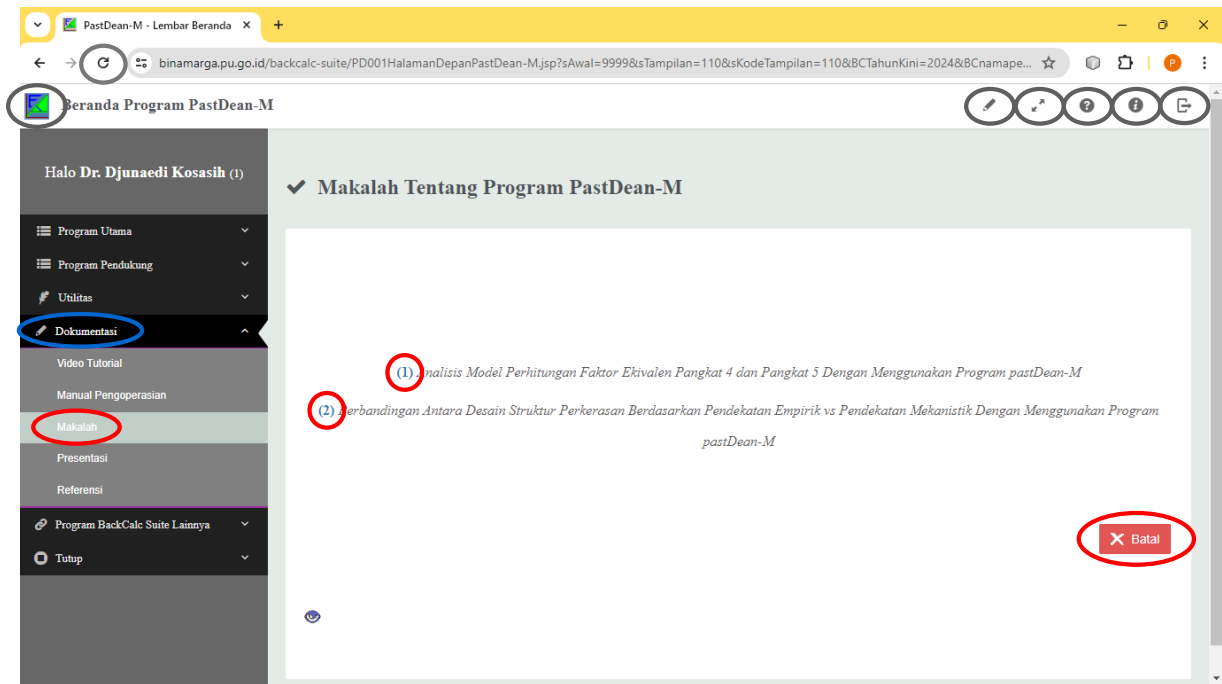 PastDean-M - Lembar Beranda
binamarga.pu.go.id/backcalc-suite/PD001HalamanDepanPastDean-M.jsp?sAwal=9999&sTampilan=110&sKodeTampilan=110&BCTahunKini=2024&BCnamape...
P
Beranda Program PastDean-M
Halo Dr. Djunaedi Kosasih (1)
Makalah Tentang Program PastDean-M
Program Utama
Program Pendukung
Utilitas
Dokumentasi
Video Tutorial
Manual Pengoperasian
Makalah
Presentasi
Referensi
Program BackCalc Suite Lainnya
Tutup
(1) Analisis Model Perhitungan Faktor Ekivalen Pangkat 4 dan Pangkat 5 Dengan Menggunakan Program pastDean-M
(2) Perbandingan Antara Desain Struktur Perkerasan Berdasarkan Pendekatan Empirik vs Pendekatan Mekanistik Dengan Menggunakan Program
pastDean-M
Batal